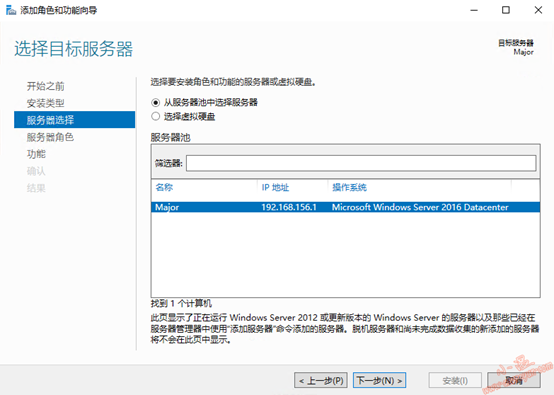 添加角色和功能向导
选择目标服务器
目标服务器
Major
开始之前
安装类型
服务器选择
服务器角色
功能
确认
结果
选择要安装角色和功能的服务器或虚拟硬盘。
从服务器池中选择服务器
选择虚拟硬盘
服务器池
筛选器:
名称 IP 地址 操作系统
Major 192.168.156.1 Microsoft Windows Server 2016 Datacenter
找到 1 个计算机
此页显示了正在运行 Windows Server 2012 或更新版本的 Windows Server 的服务器以及那些已经在
服务器管理器中使用"添加服务器"命令添加的服务器。脱机服务器和尚未完成数据收集的新添加的服务器
将不会在此页中显示。
< 上一步(P) 下一步(N) > 安装(I) 取消